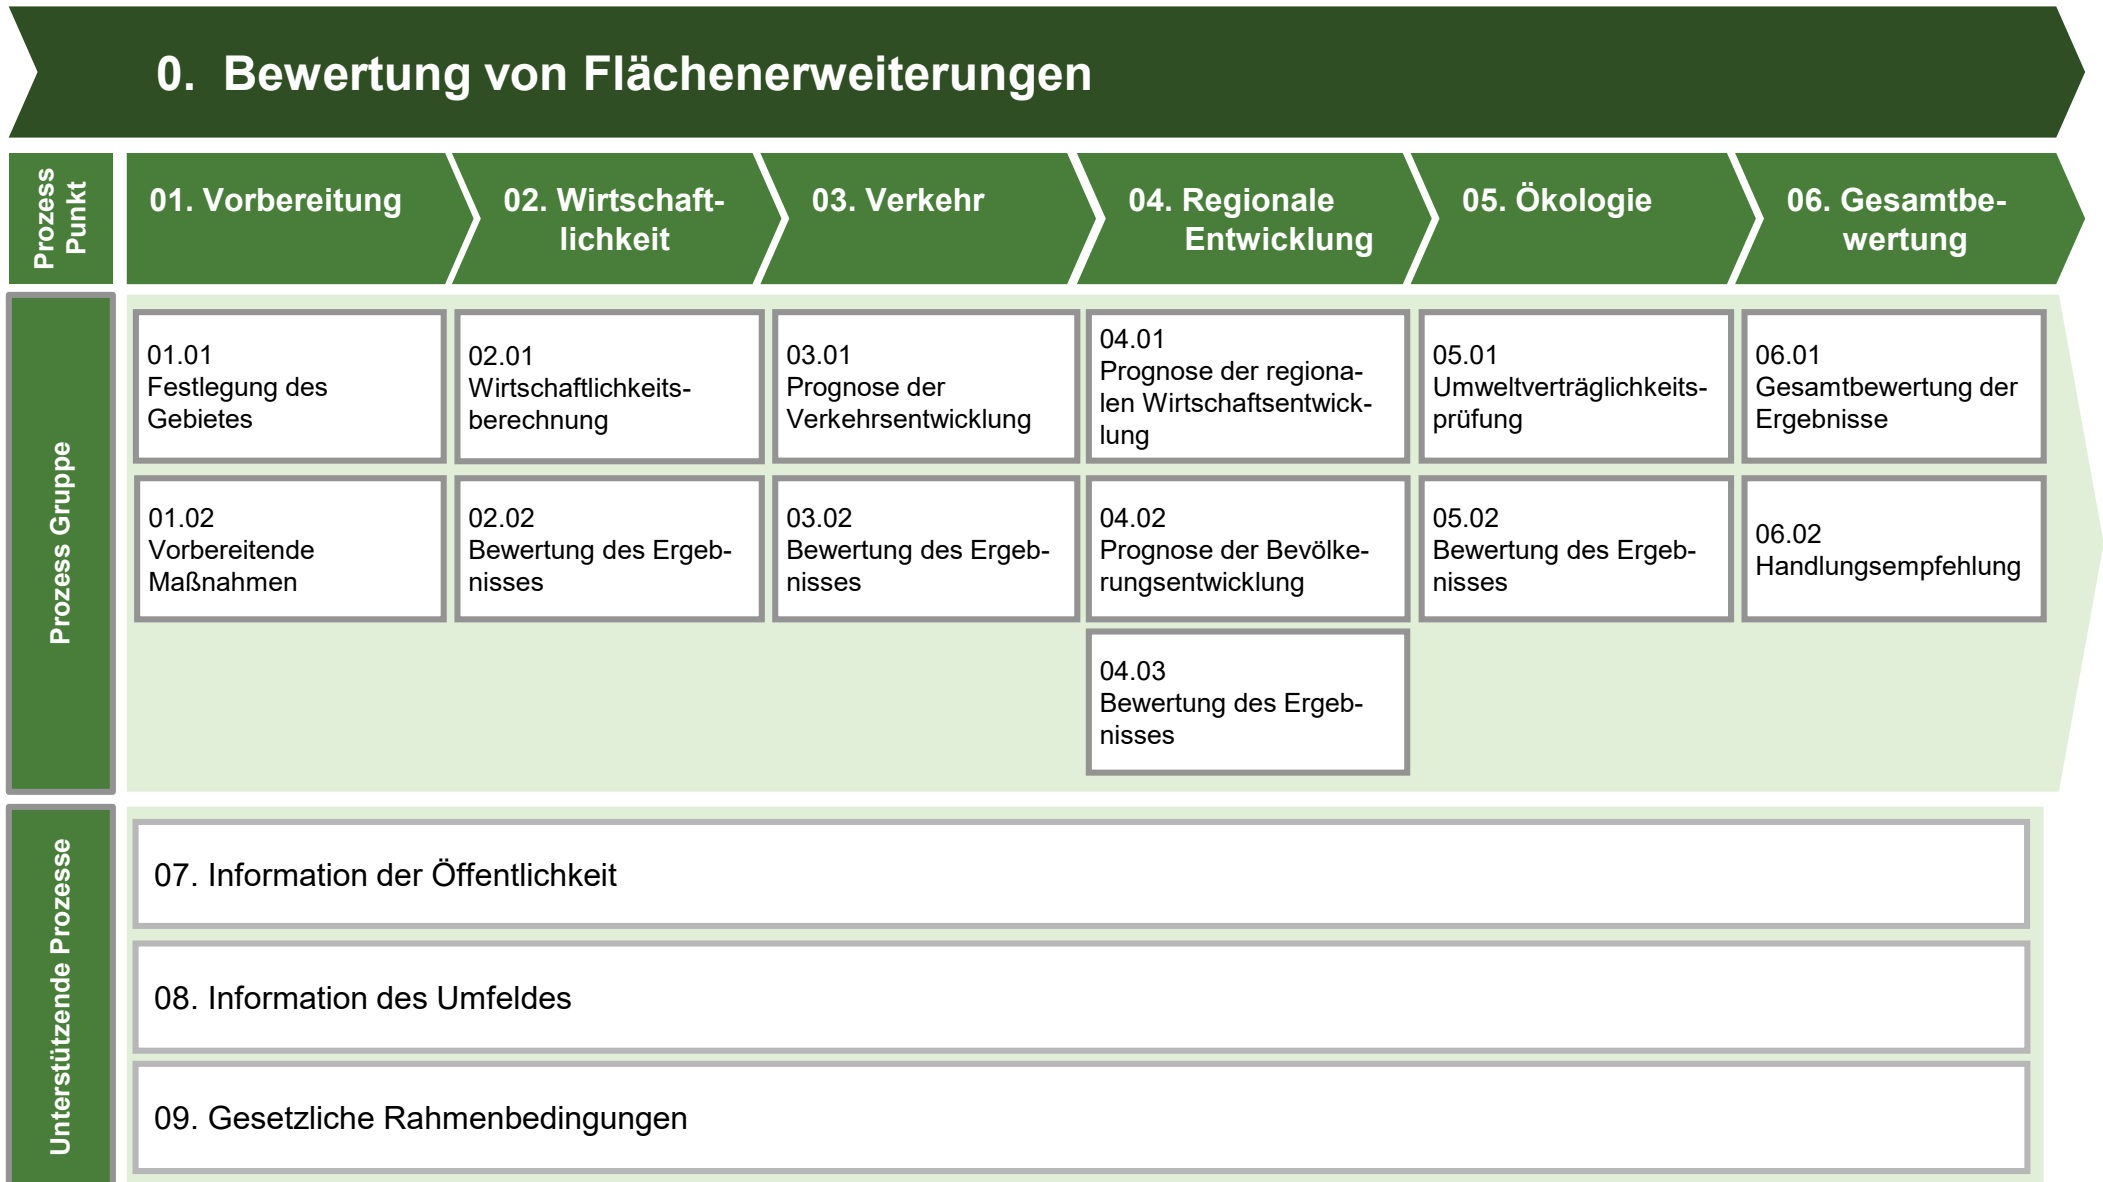 0. Bewertung von Flächenerweiterungen
Prozess
Punkt
01. Vorbereitung
02. Wirtschaft-
lichkeit
03. Verkehr
04. Regionale
Entwicklung
05. Ökologie
06. Gesamtbe-
wertung
Prozess Gruppe
01.01
Festlegung des
Gebietes
02.01
Wirtschaftlichkeits-
berechnung
03.01
Prognose der
Verkehrsentwicklung
04.01
Prognose der regiona-
len Wirtschaftsentwick-
lung
05.01
Umweltverträglichkeits-
prüfung
06.01
Gesamtbewertung der
Ergebnisse
01.02
Vorbereitende
Maßnahmen
02.02
Bewertung des Ergeb-
nisses
03.02
Bewertung des Ergeb-
nisses
04.02
Prognose der Bevölke-
rungsentwicklung
05.02
Bewertung des Ergeb-
nisses
06.02
Handlungsempfehlung
04.03
Bewertung des Ergeb-
nisses
Unterstützende Prozesse
07. Information der Öffentlichkeit
08. Information des Umfeldes
09. Gesetzliche Rahmenbedingungen